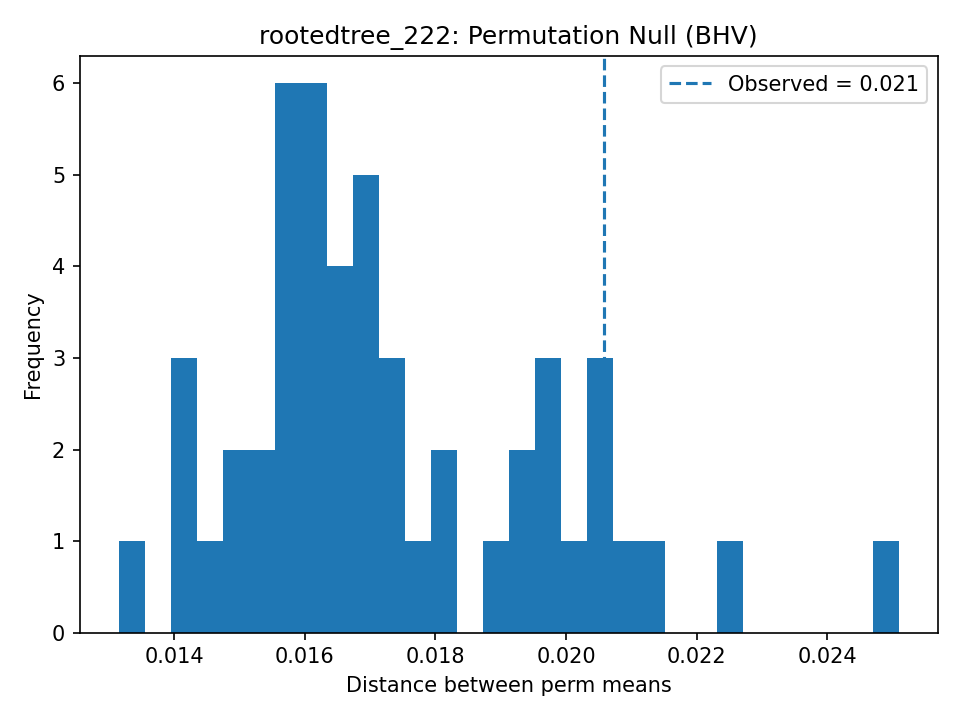 rootedtree_222: Permutation Null (BHV)
Observed = 0.021
Frequency
6
5
4
3
2
1
0
0.014 0.016 0.018 0.020 0.022 0.024
Distance between perm means